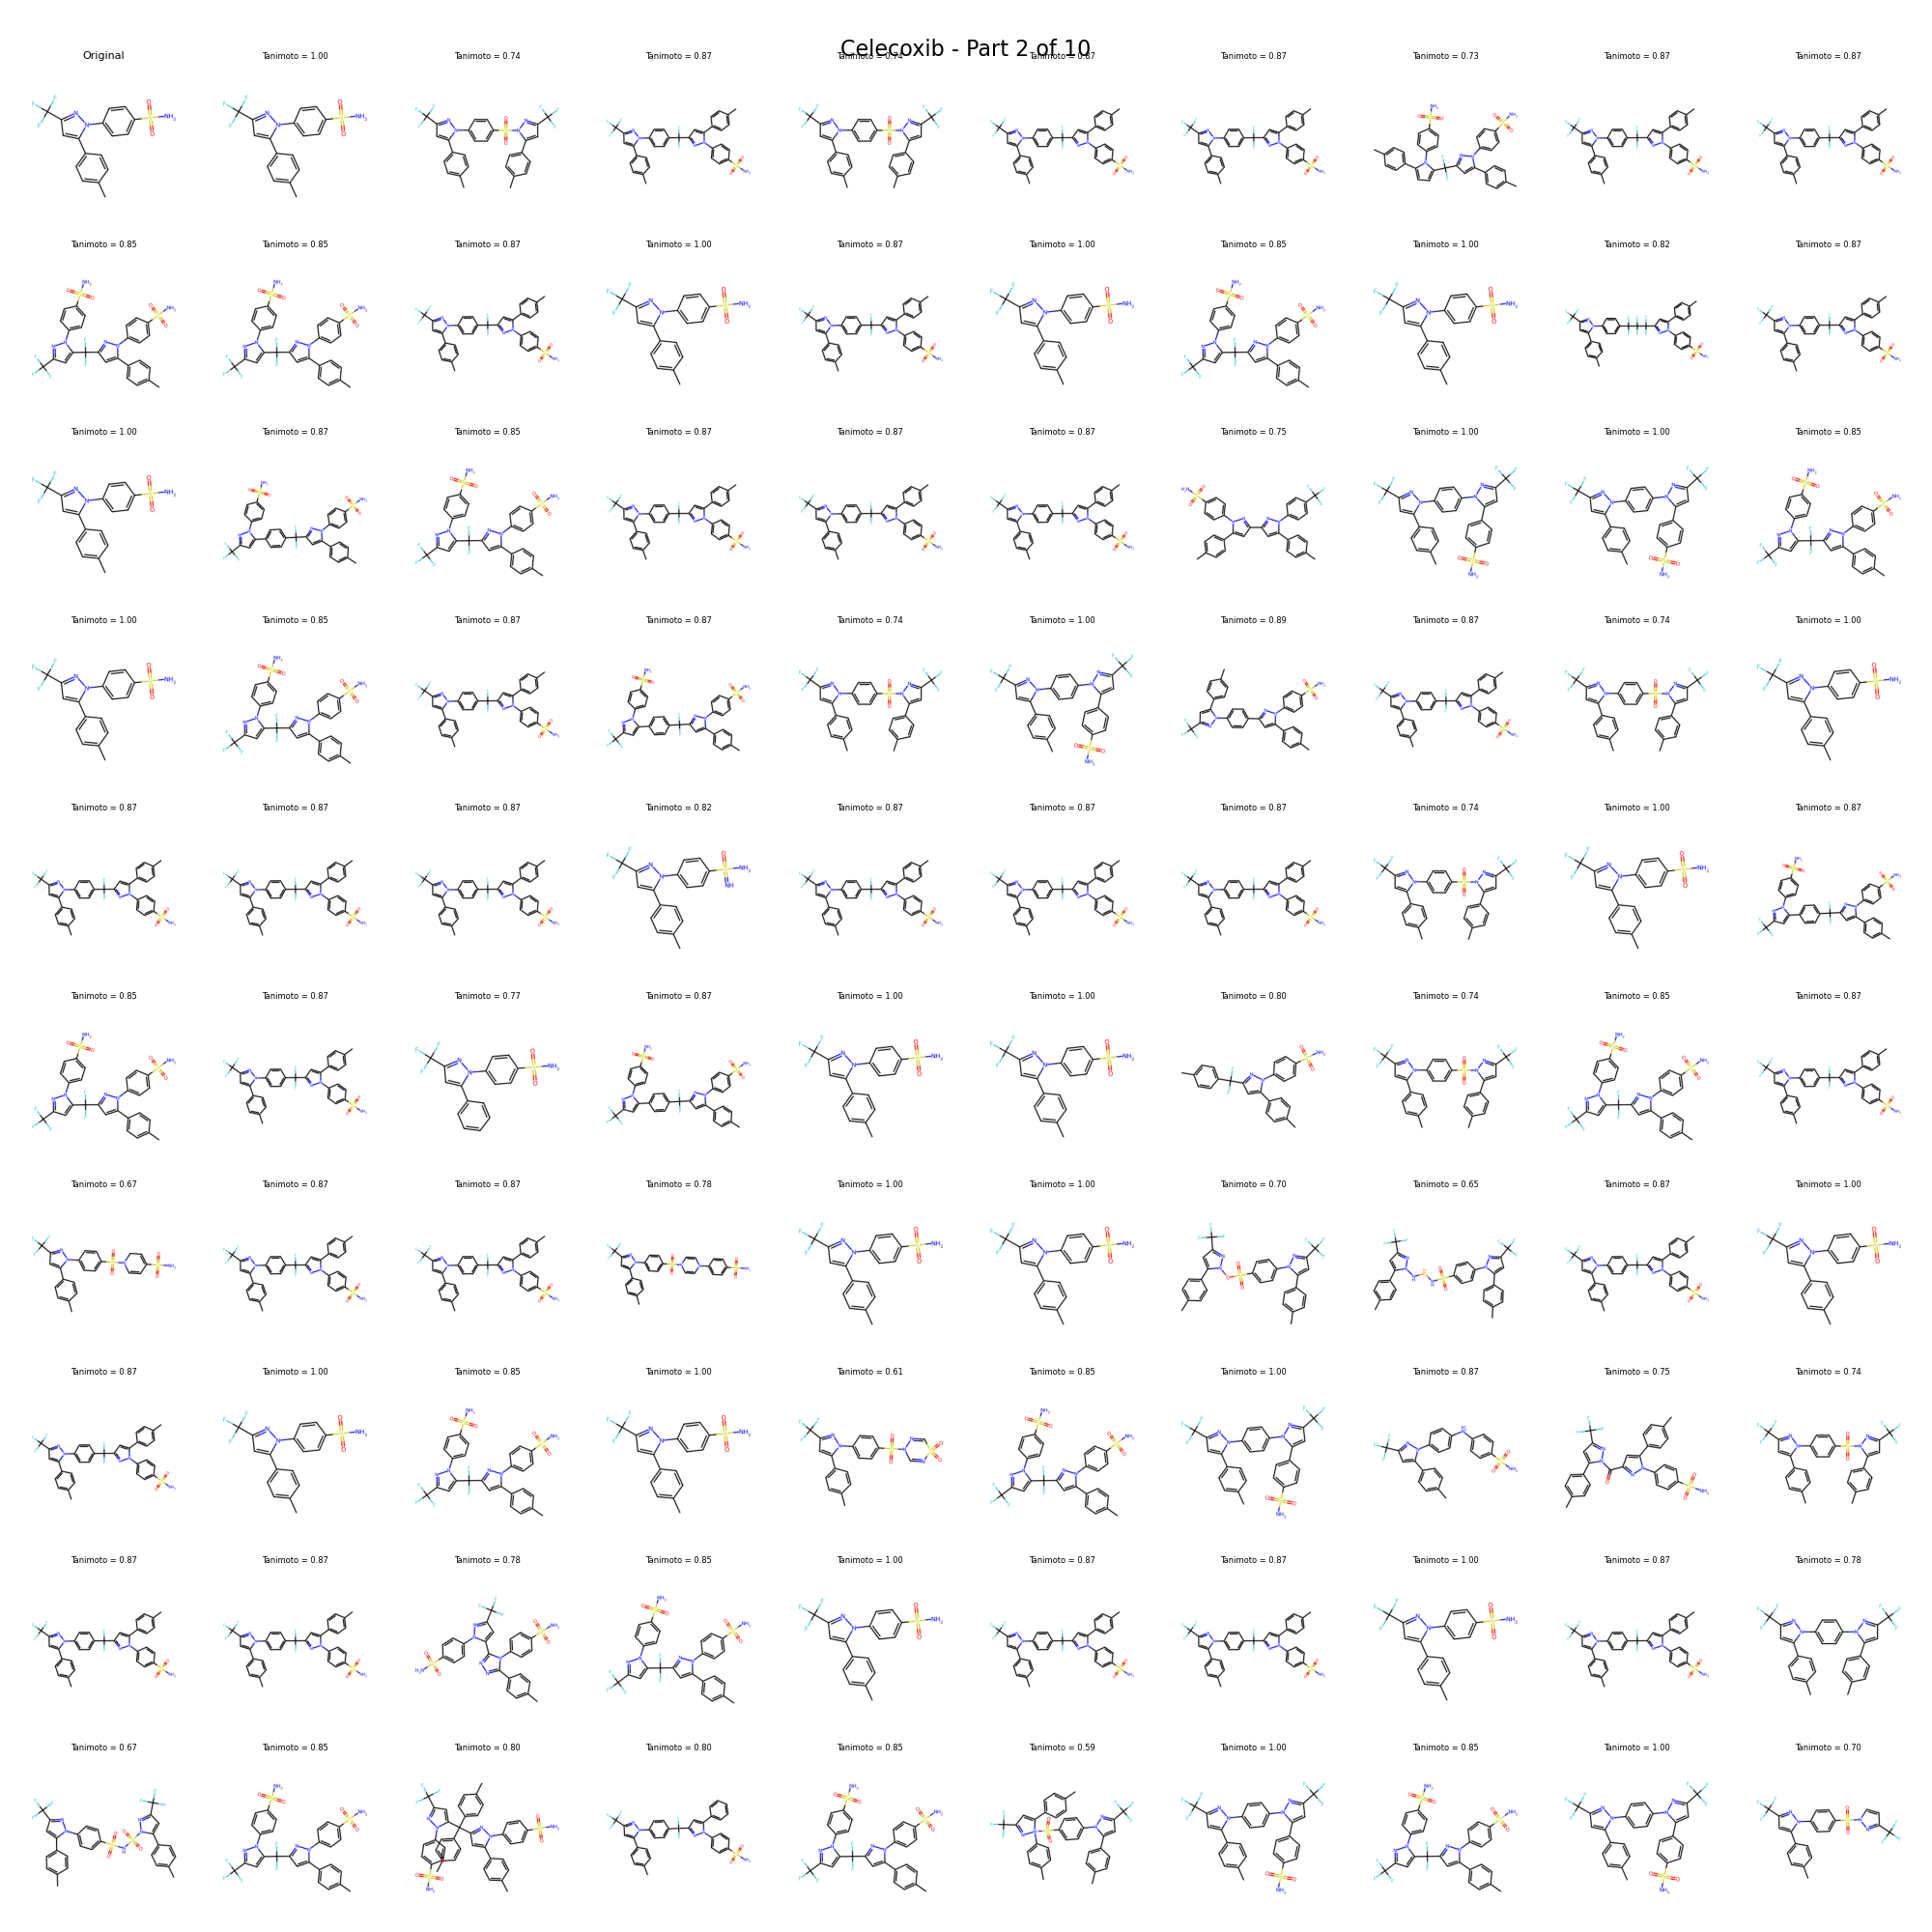 Celecoxib - Part 2 of 10
Original Tanimoto = 1.00 Tanimoto = 0.74 Tanimoto = 0.87 Tanimoto = 0.74 Tanimoto = 0.87 Tanimoto = 0.87 Tanimoto = 0.73 Tanimoto = 0.87 Tanimoto = 0.87
Tanimoto = 0.85 Tanimoto = 0.85 Tanimoto = 0.87 Tanimoto = 1.00 Tanimoto = 0.87 Tanimoto = 1.00 Tanimoto = 0.85 Tanimoto = 1.00 Tanimoto = 0.82 Tanimoto = 0.87
Tanimoto = 1.00 Tanimoto = 0.87 Tanimoto = 0.85 Tanimoto = 0.87 Tanimoto = 0.87 Tanimoto = 0.87 Tanimoto = 0.75 Tanimoto = 1.00 Tanimoto = 1.00 Tanimoto = 0.85
Tanimoto = 1.00 Tanimoto = 0.85 Tanimoto = 0.87 Tanimoto = 0.87 Tanimoto = 0.74 Tanimoto = 1.00 Tanimoto = 0.89 Tanimoto = 0.87 Tanimoto = 0.74 Tanimoto = 1.00
Tanimoto = 0.87 Tanimoto = 0.87 Tanimoto = 0.87 Tanimoto = 0.82 Tanimoto = 0.87 Tanimoto = 0.87 Tanimoto = 0.87 Tanimoto = 0.74 Tanimoto = 1.00 Tanimoto = 0.87
Tanimoto = 0.85 Tanimoto = 0.87 Tanimoto = 0.77 Tanimoto = 0.87 Tanimoto = 1.00 Tanimoto = 1.00 Tanimoto = 0.80 Tanimoto = 0.74 Tanimoto = 0.85 Tanimoto = 0.87
Tanimoto = 0.67 Tanimoto = 0.87 Tanimoto = 0.87 Tanimoto = 0.78 Tanimoto = 1.00 Tanimoto = 1.00 Tanimoto = 0.70 Tanimoto = 0.65 Tanimoto = 0.87 Tanimoto = 1.00
Tanimoto = 0.87 Tanimoto = 1.00 Tanimoto = 0.85 Tanimoto = 1.00 Tanimoto = 0.61 Tanimoto = 0.85 Tanimoto = 1.00 Tanimoto = 0.87 Tanimoto = 0.75 Tanimoto = 0.74
Tanimoto = 0.87 Tanimoto = 0.87 Tanimoto = 0.78 Tanimoto = 0.85 Tanimoto = 1.00 Tanimoto = 0.87 Tanimoto = 0.87 Tanimoto = 1.00 Tanimoto = 0.87 Tanimoto = 0.78
Tanimoto = 0.67 Tanimoto = 0.85 Tanimoto = 0.80 Tanimoto = 0.80 Tanimoto = 0.85 Tanimoto = 0.59 Tanimoto = 1.00 Tanimoto = 0.85 Tanimoto = 1.00 Tanimoto = 0.70